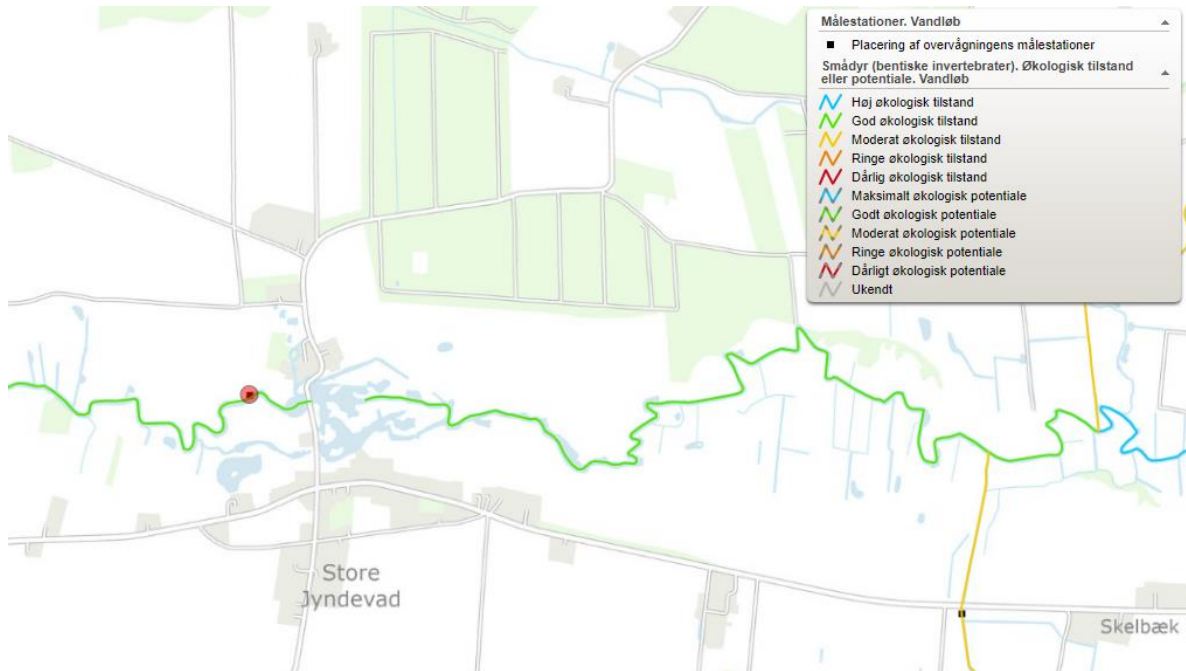 Målestationer. Vandløb
Placering af overvågningens målestationer
Smådyr (bentiske invertebrater). Økologisk tilstand
eller potentiale. Vandløb
Høj økologisk tilstand
God økologisk tilstand
Moderat økologisk tilstand
Ringe økologisk tilstand
Dårlig økologisk tilstand
Maksimalt økologisk potentiale
Godt økologisk potentiale
Moderat økologisk potentiale
Ringe økologisk potentiale
Dårligt økologisk potentiale
Ukendt
Store
Jyndevad
Skelbæk